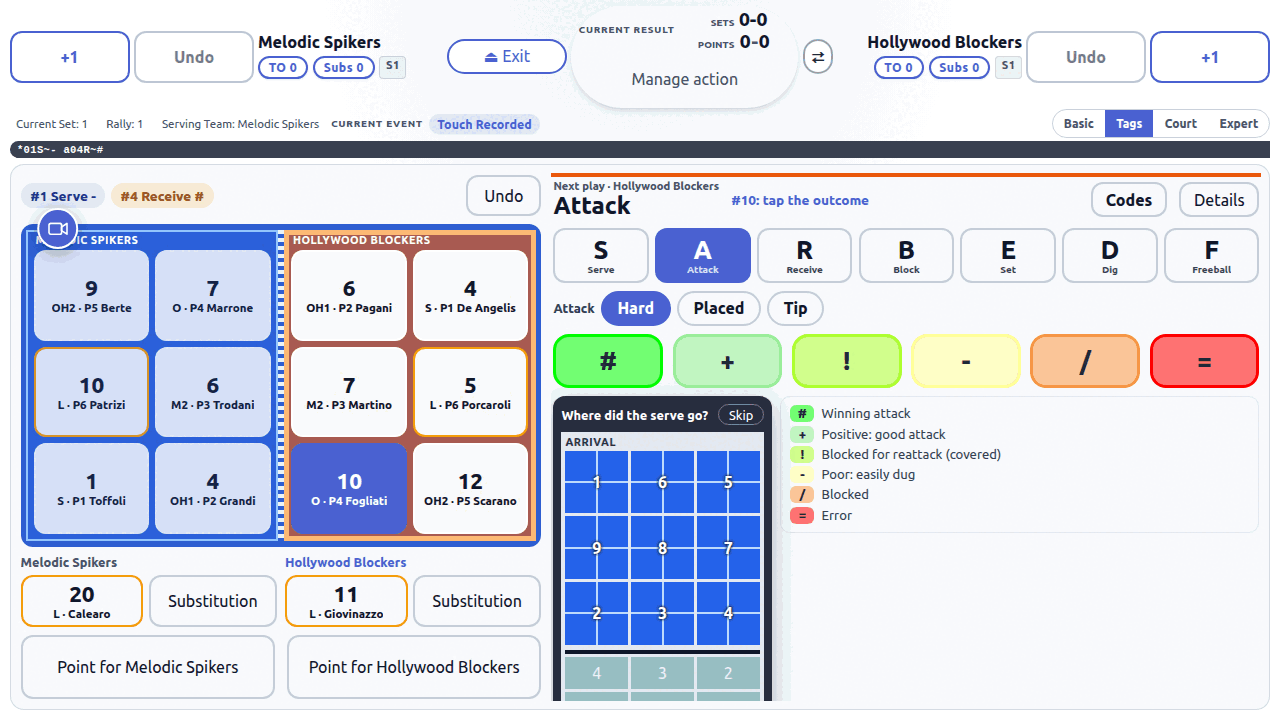 +1
Undo
Melodic Spikers
TO 0
Subs 0
S1
⏏ Exit
CURRENT RESULT
SETS 0-0
POINTS 0-0
Manage action
⇄
Hollywood Blockers
TO 0
Subs 0
S1
Undo
+1
Current Set: 1
Rally: 1
Serving Team: Melodic Spikers
CURRENT EVENT
Touch Recorded
Basic
Tags
Court
Expert
*01S~- a04R~#
#1 Serve -
#4 Receive #
Undo
IC SPIKERS
HOLLYWOOD BLOCKERS
9
OH2 · P5 Berte
7
O · P4 Marrone
6
OH1 · P2 Pagani
4
S · P1 De Angelis
10
L · P6 Patrizi
6
M2 · P3 Trodani
7
M2 · P3 Martino
5
L · P6 Porcaroli
1
S · P1 Toffoli
4
OH1 · P2 Grandi
10
O · P4 Fogliati
12
OH2 · P5 Scarano
Melodic Spikers
Hollywood Blockers
20
L · Calearo
Substitution
11
L · Giovinazzo
Substitution
Point for Melodic Spikers
Point for Hollywood Blockers
Next play · Hollywood Blockers
Attack
#10: tap the outcome
Codes
Details
S
Serve
A
Attack
R
Receive
B
Block
E
Set
D
Dig
F
Freeball
Attack
Hard
Placed
Tip
#
+
!
-
/
=
Where did the serve go?
Skip
ARRIVAL
1 6 5
9 8 7
2 3 4
4 3 2
# Winning attack
+ Positive: good attack
! Blocked for reattack (covered)
- Poor: easily dug
/ Blocked
= Error